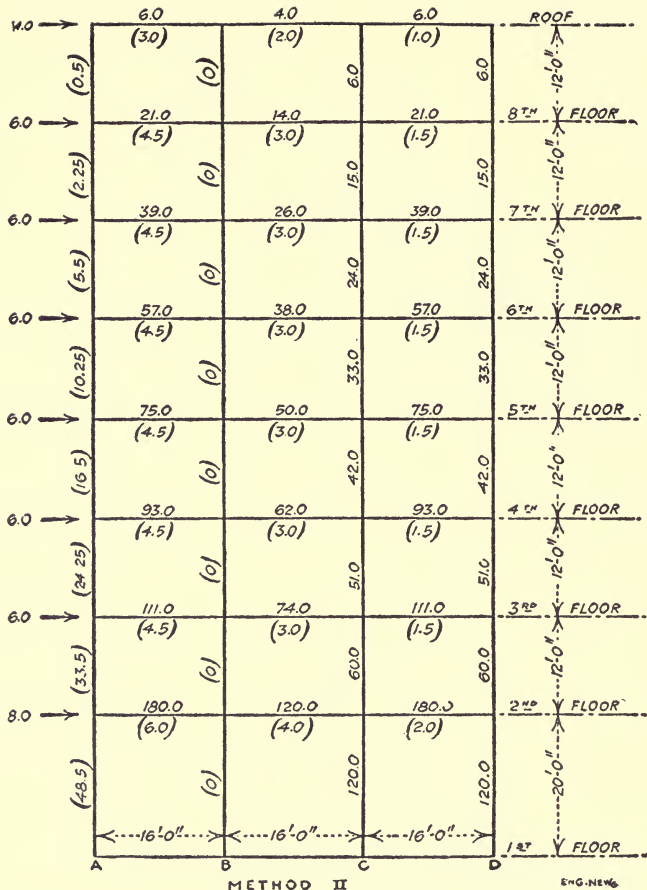 6.0 4.0 6.0 ROOF
4.0 (3.0) (2.0) (1.0)
(0.5) (0) 6.0 6.0 12'-0"
21.0 14.0 21.0 8TH FLOOR
6.0 (4.5) (3.0) (1.5)
(2.25) (0) 15.0 15.0 12'-0"
39.0 26.0 39.0 7TH FLOOR
6.0 (4.5) (3.0) (1.5)
(5.5) (0) 24.0 24.0 12'-0"
57.0 38.0 57.0 6TH FLOOR
6.0 (4.5) (3.0) (1.5)
(10.25) (0) 33.0 33.0 12'-0"
75.0 50.0 75.0 5TH FLOOR
6.0 (4.5) (3.0) (1.5)
(16 5) (0) 42.0 42.0 12'-0"
93.0 62.0 93.0 4TH FLOOR
6.0 (4.5) (3.0) (1.5)
(24 25) (0) 51.0 51.0 12'-0"
111.0 74.0 111.0 3RD FLOOR
6.0 (4.5) (3.0) (1.5)
(33.5) (0) 60.0 60.0 12'-0"
180.0 120.0 180.0 2ND FLOOR
8.0 (6.0) (4.0) (2.0)
(48.5) (0) 120.0 120.0 20'-0"
16'-0" 16'-0" 16'-0" 1ST FLOOR
A B C D
METHOD II ENG. NEWS